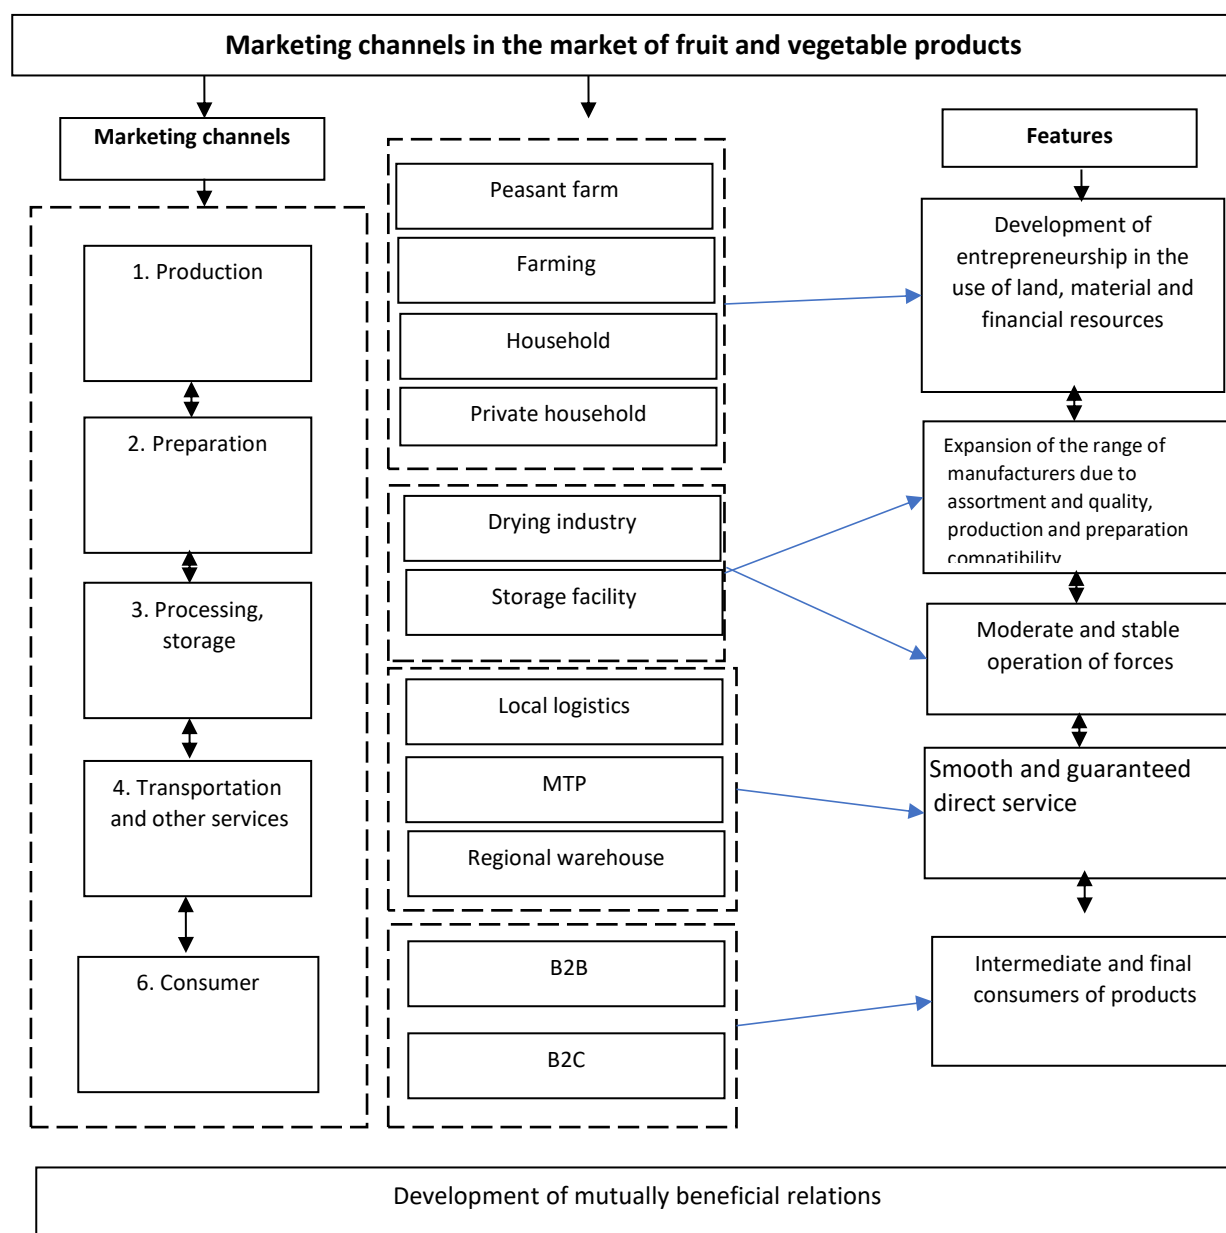 Marketing channels in the market of fruit and vegetable products
Marketing channels
1. Production
2. Preparation
3. Processing,
storage
4. Transportation
and other services
6. Consumer
Peasant farm
Farming
Household
Private household
Drying industry
Storage facility
Local logistics
MTP
Regional warehouse
B2B
B2C
Features
Development of
entrepreneurship in the
use of land, material and
financial resources
Expansion of the range of
manufacturers due to
assortment and quality,
production and preparation
compatibility
Moderate and stable
operation of forces
Smooth and guaranteed
direct service
Intermediate and final
consumers of products
Development of mutually beneficial relations